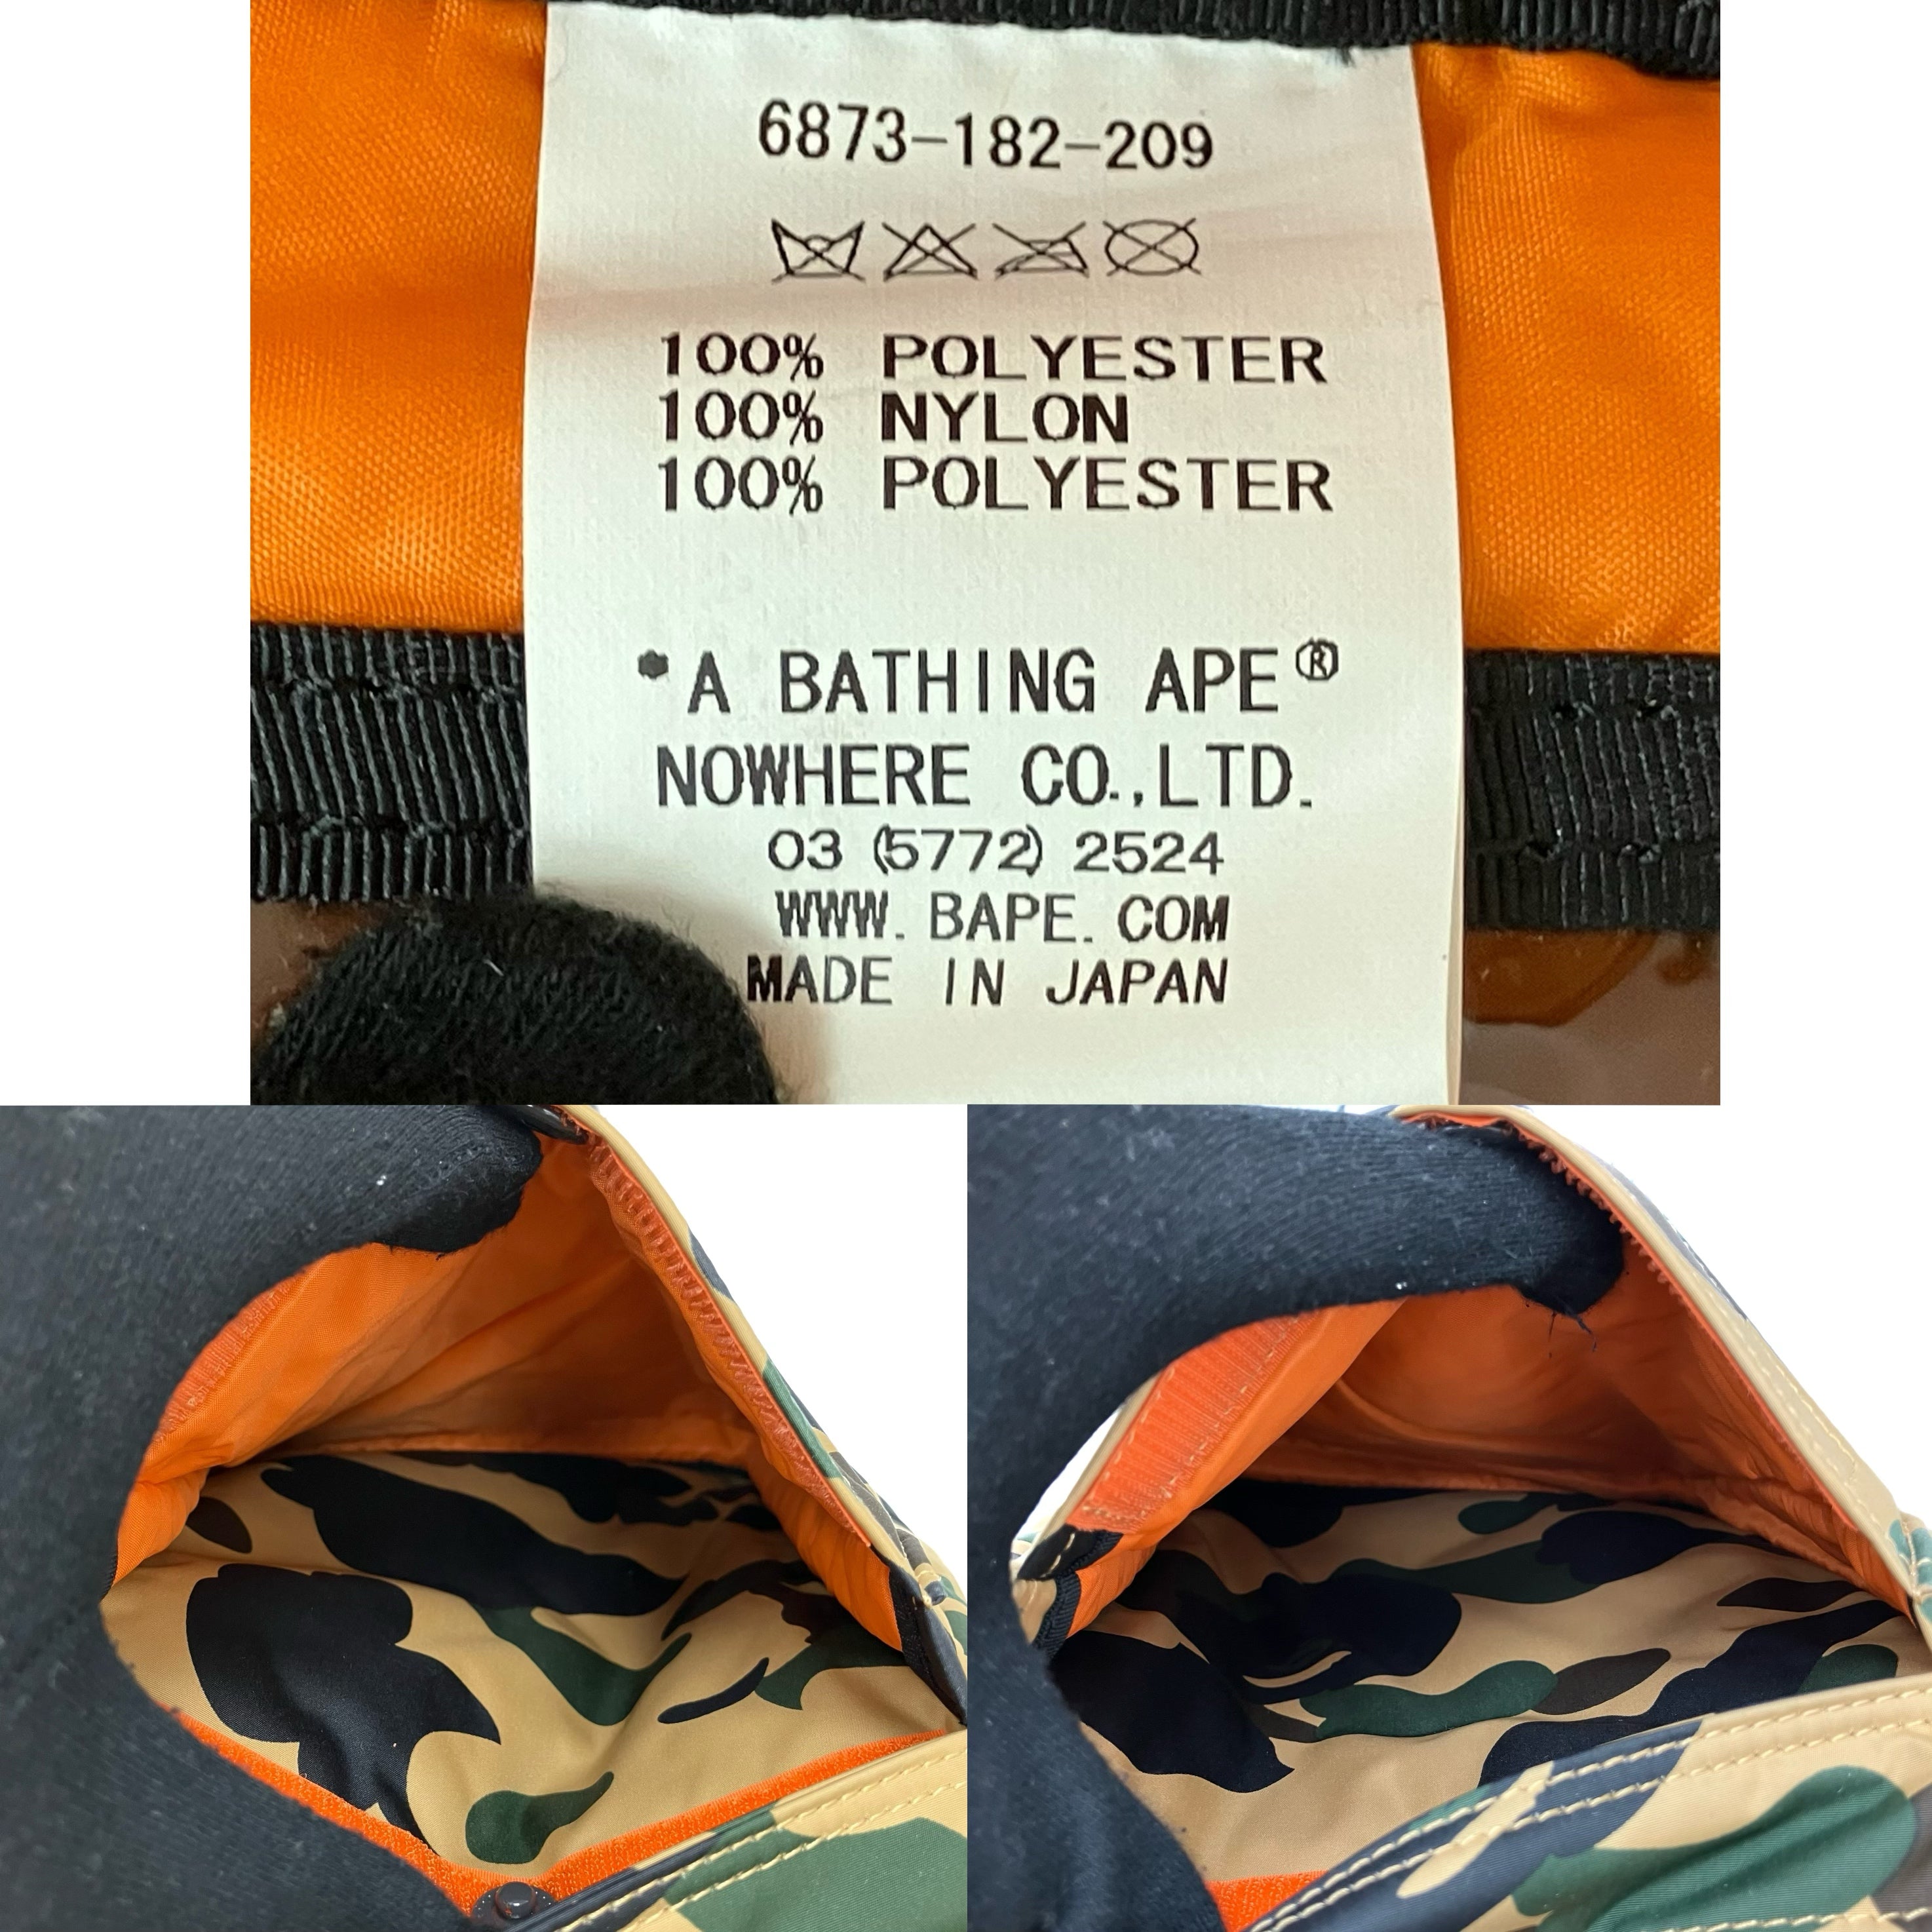 6873-182-209
100% POLYESTER
100% NYLON
100% POLYESTER
*A BATHING APE®
NOWHERE CO.,LTD.
03 (5772) 2524
WWW.BAPE.COM
MADE IN JAPAN